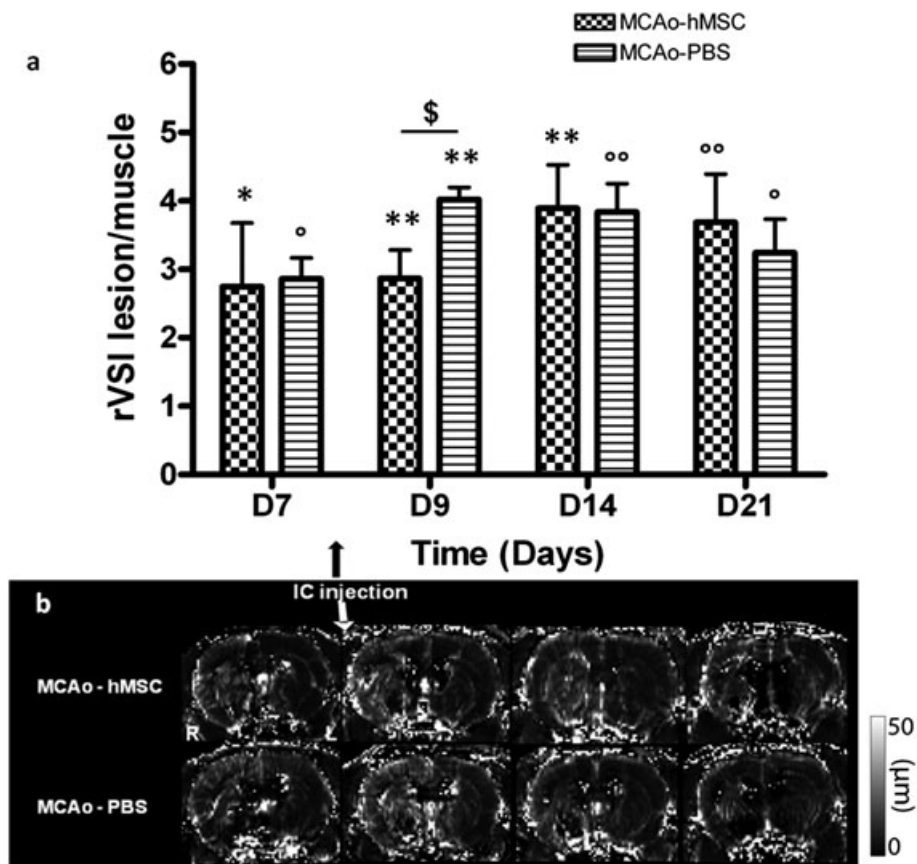 MCAo-hMSC
MCAo-PBS
a
rVSI lesion/muscle
6
5
4
3
2
1
0
*
°
**
$
**
**
°°
°°
°
D7
D9
D14
D21
Time (Days)
IC injection
b
MCAo - hMSC
R
L
MCAo - PBS
50
(µm)
0